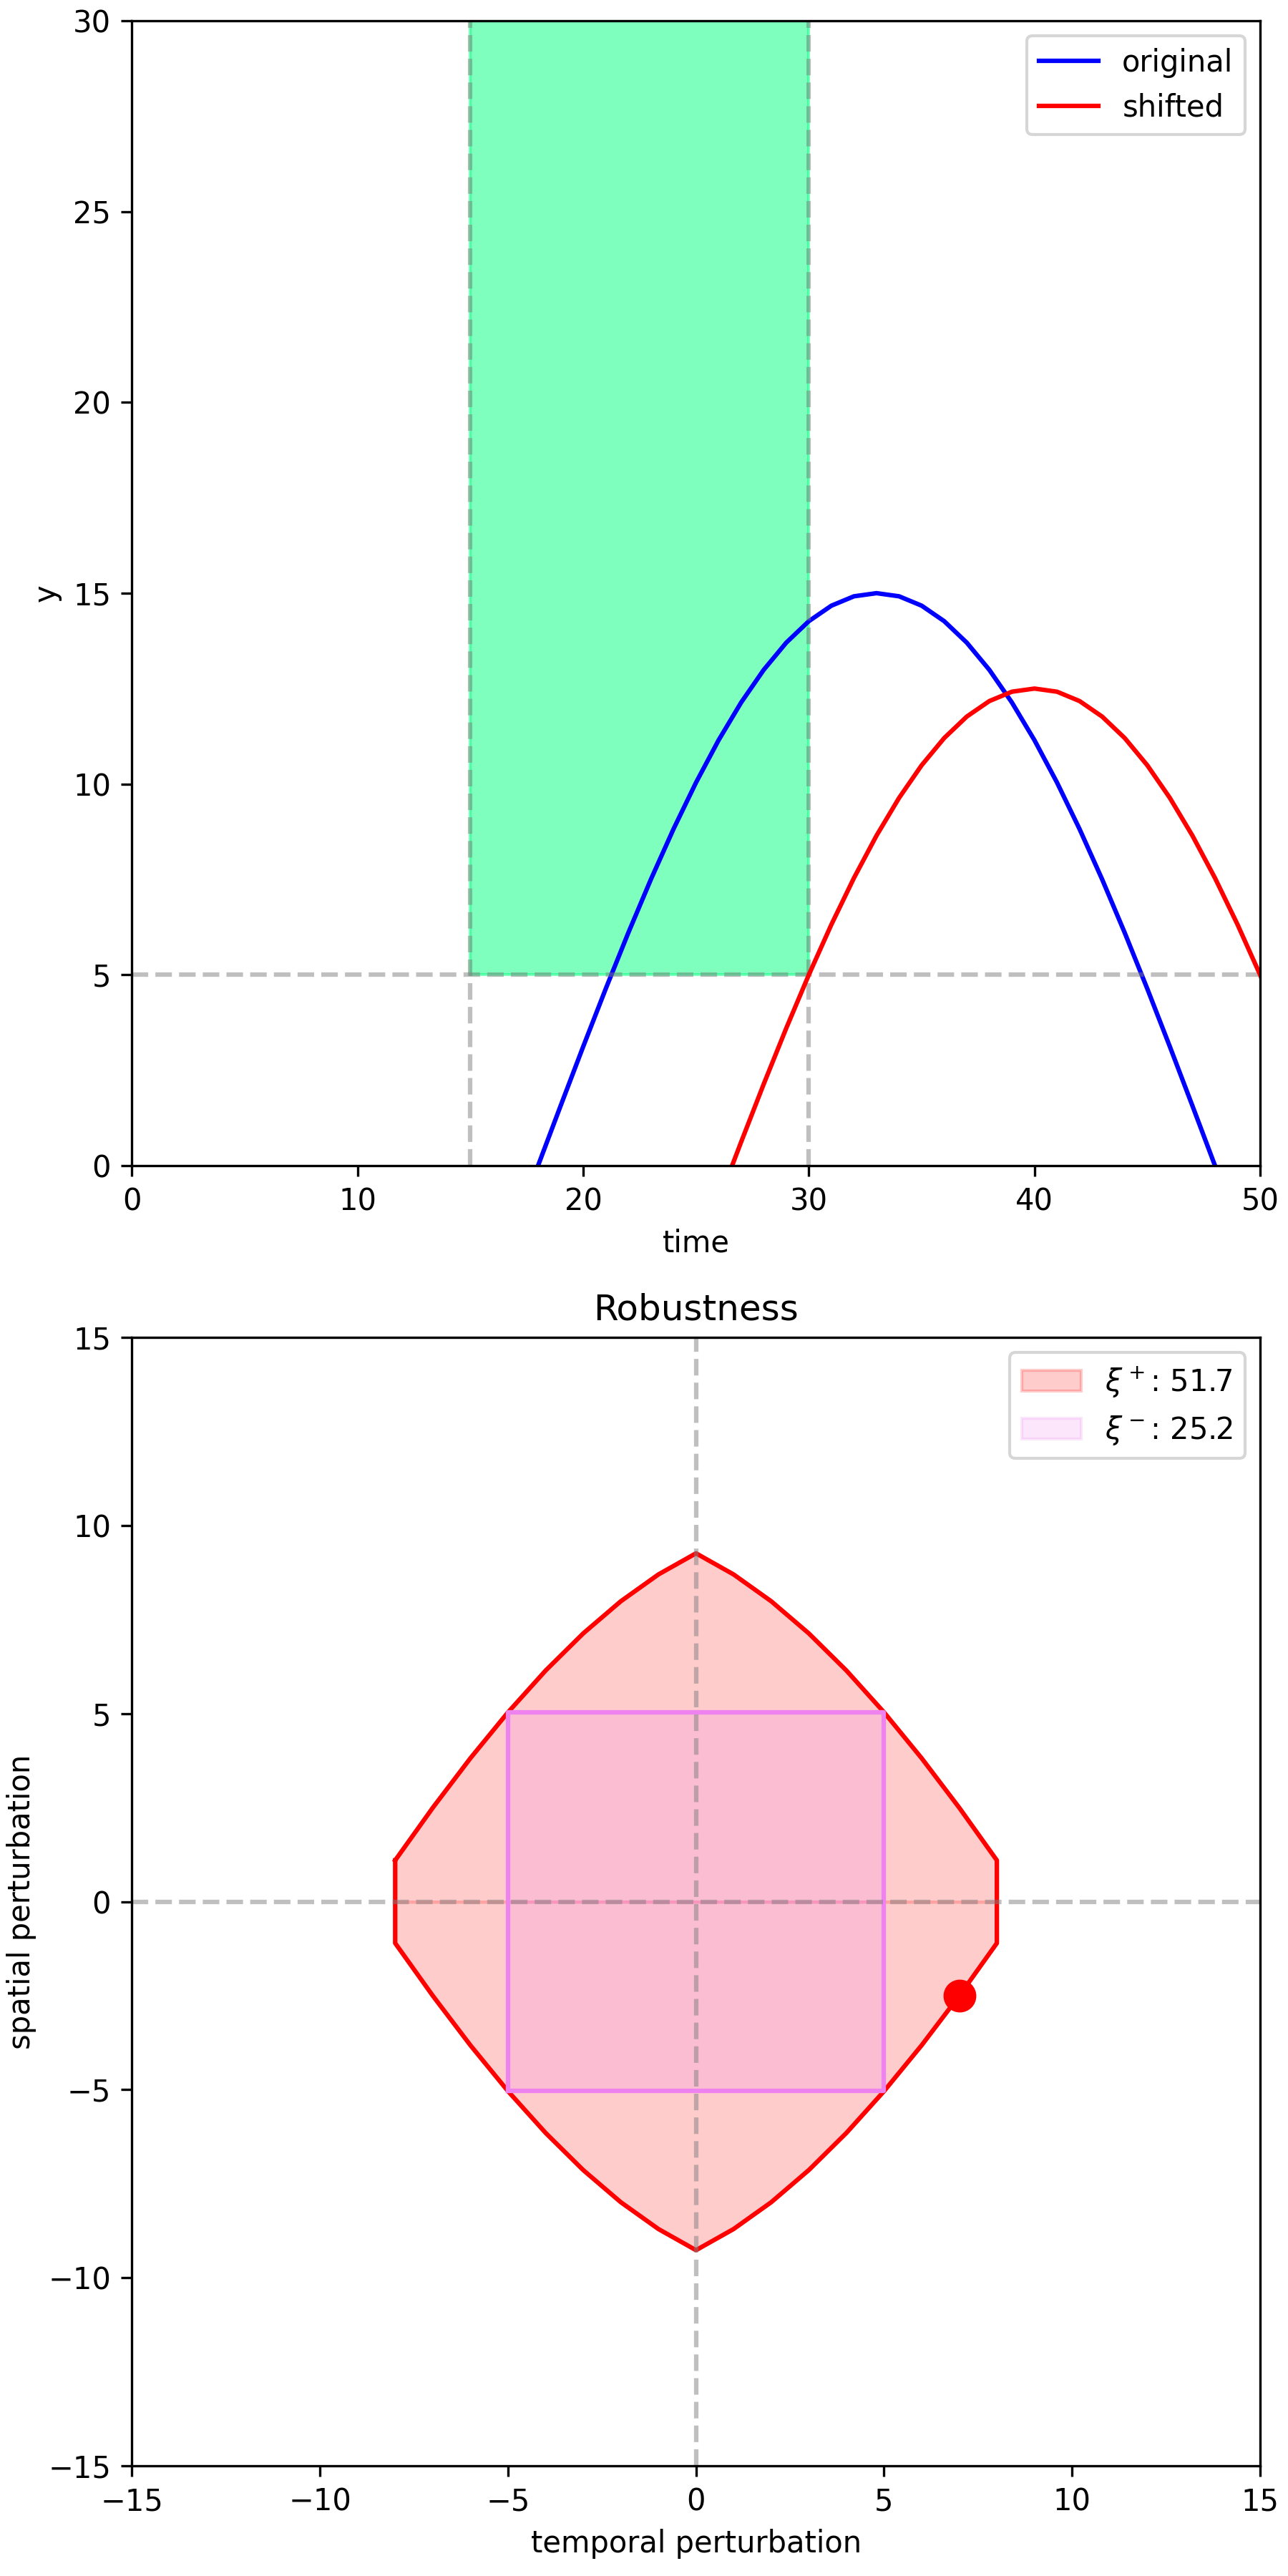 30
25
20
15
10
5
0
y
original
shifted
0 10 20 30 40 50
time
Robustness
15
10
5
0
−5
−10
−15
spatial perturbation
ξ⁺: 51.7
ξ⁻: 25.2
−15 −10 −5 0 5 10 15
temporal perturbation